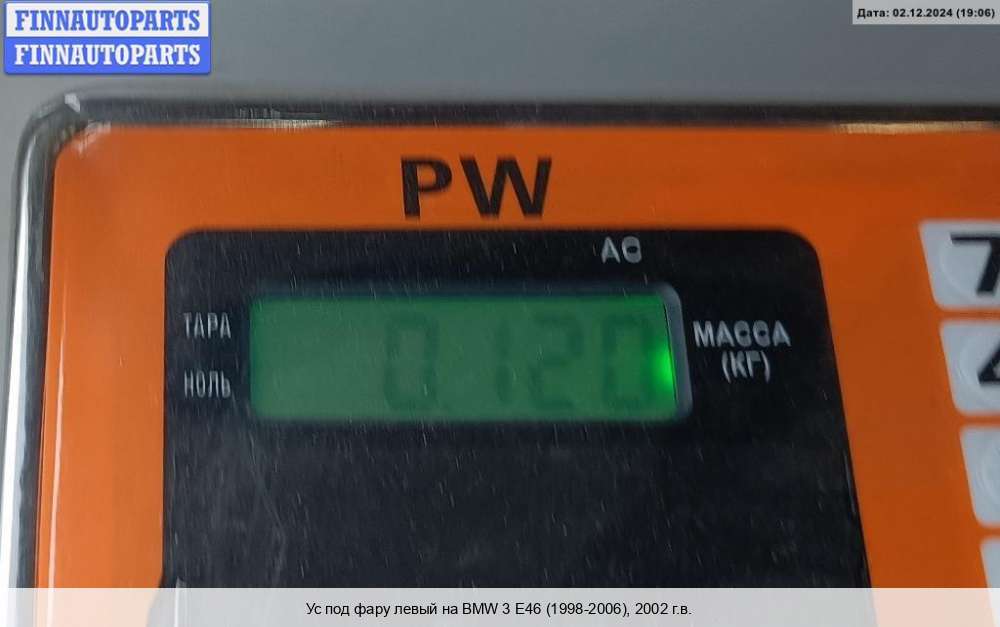 FINNAUTOPARTS
FINNAUTOPARTS
Дата: 02.12.2024 (19:06)
PW
ТАРА
НОЛЬ
0.120
МАССА
(КГ)
7
Ус под фару левый на BMW 3 E46 (1998-2006), 2002 г.в.